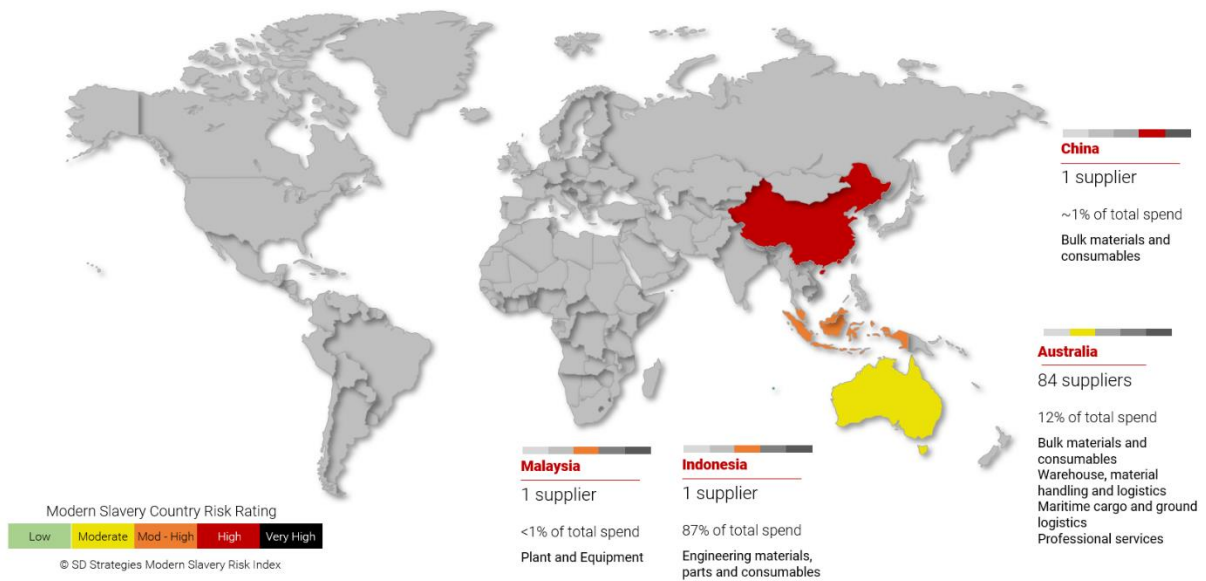 China
1 supplier
~1% of total spend
Bulk materials and
consumables
Australia
84 suppliers
12% of total spend
Bulk materials and
consumables
Warehouse, material
handling and logistics
Maritime cargo and ground
logistics
Professional services
Malaysia
1 supplier
<1% of total spend
Plant and Equipment
Indonesia
1 supplier
87% of total spend
Engineering materials,
parts and consumables
Modern Slavery Country Risk Rating
Low Moderate Mod - High High Very High
© SD Strategies Modern Slavery Risk Index